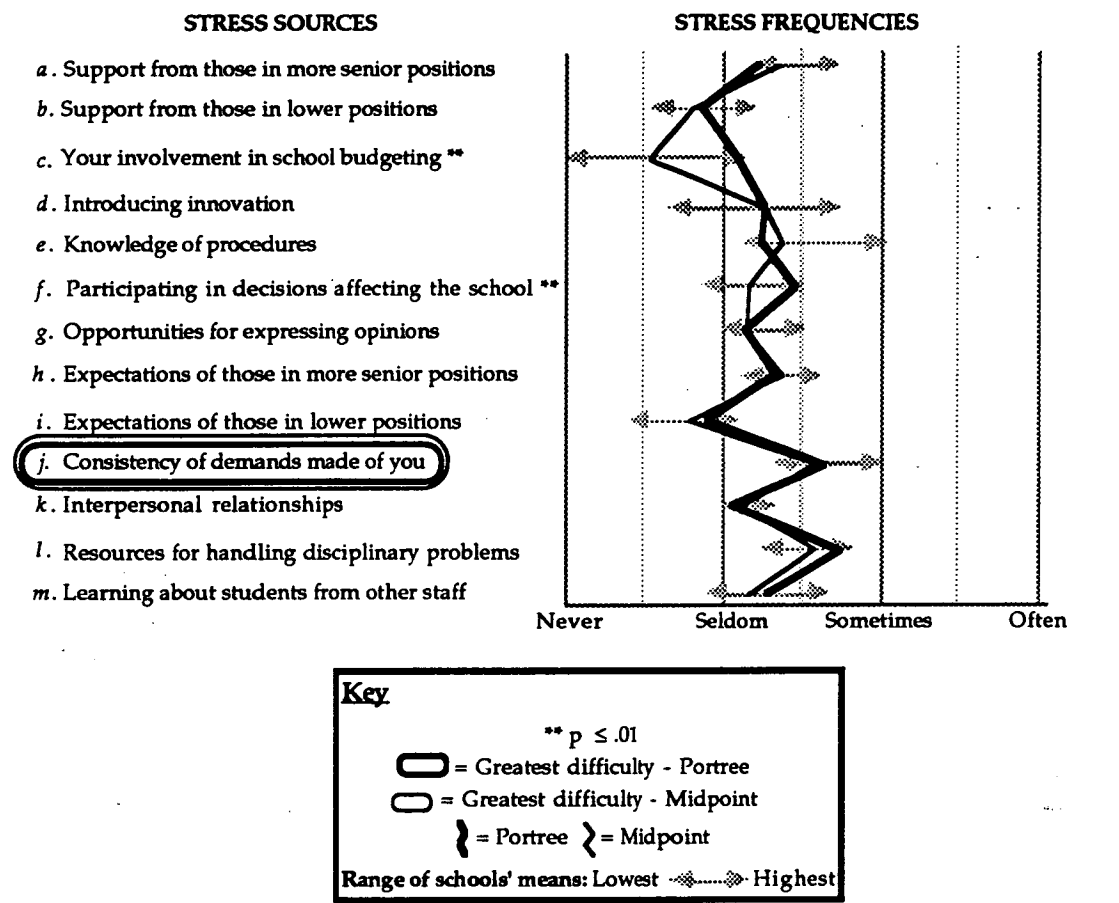 STRESS SOURCES
STRESS FREQUENCIES
a. Support from those in more senior positions
b. Support from those in lower positions
c. Your involvement in school budgeting **
d. Introducing innovation
e. Knowledge of procedures
f. Participating in decisions affecting the school **
g. Opportunities for expressing opinions
h. Expectations of those in more senior positions
i. Expectations of those in lower positions
j. Consistency of demands made of you
k. Interpersonal relationships
l. Resources for handling disciplinary problems
m. Learning about students from other staff
Never Seldom Sometimes Often
Key
** p ≤ .01
= Greatest difficulty - Portree
= Greatest difficulty - Midpoint
= Portree = Midpoint
Range of schools' means: Lowest Highest